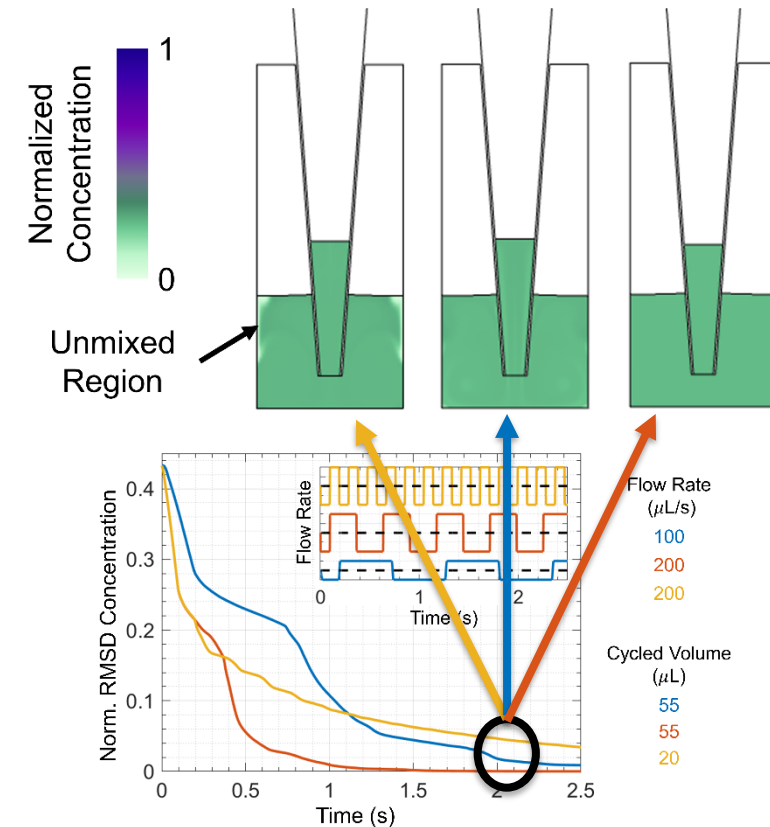 Normalized
Concentration
1
0
Unmixed
Region
Norm. RMSD Concentration
0.4
0.3
0.2
0.1
0
0
0.5
1
1.5
2
2.5
Time (s)
Flow Rate
0
1
2
Time (s)
Flow Rate
(μL/s)
100
200
200
Cycled Volume
(μL)
55
55
20